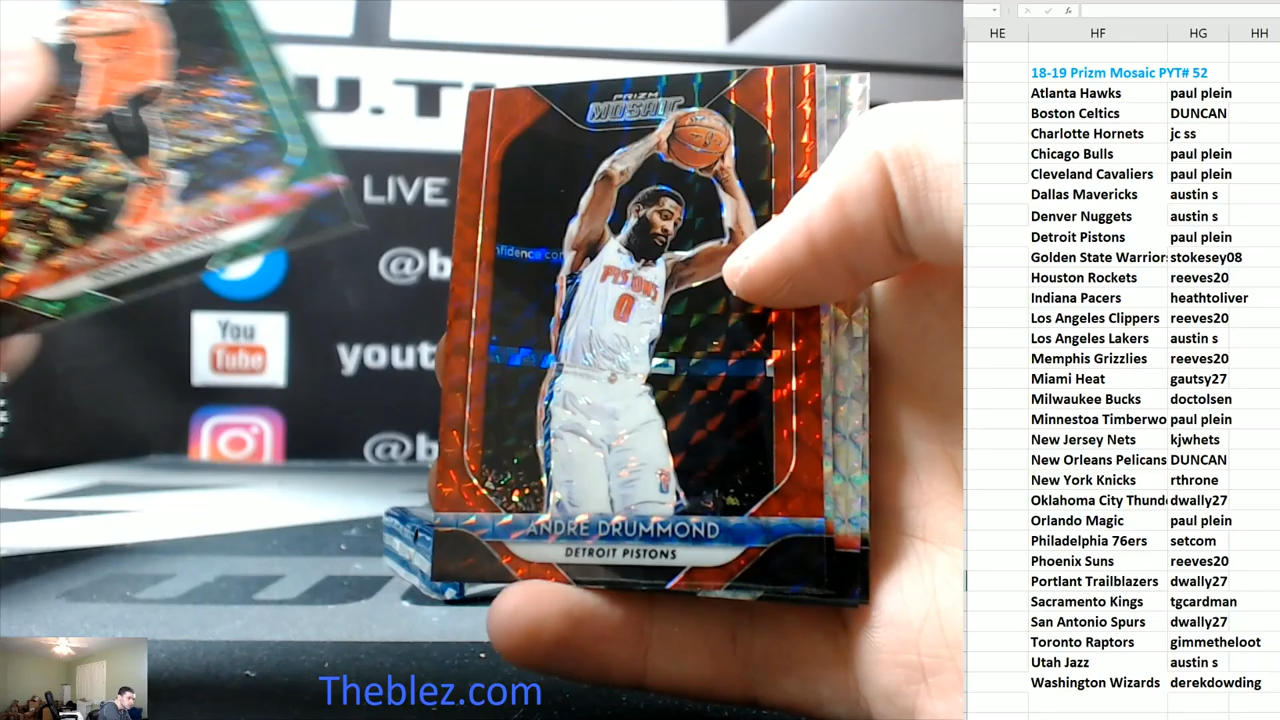 HE HF HG HH
18-19 Prizm Mosaic PYT# 52
Atlanta Hawks paul plein
Boston Celtics DUNCAN
Charlotte Hornets jc ss
Chicago Bulls paul plein
Cleveland Cavaliers paul plein
Dallas Mavericks austin s
Denver Nuggets austin s
Detroit Pistons paul plein
Golden State Warrior stokesey08
Houston Rockets reeves20
Indiana Pacers heathtoliver
Los Angeles Clippers reeves20
Los Angeles Lakers austin s
Memphis Grizzlies reeves20
Miami Heat gautsy27
Milwaukee Bucks doctolsen
Minnestoa Timberwo paul plein
New Jersey Nets kjwhets
New Orleans Pelicans DUNCAN
New York Knicks rthrone
Oklahoma City Thund dwally27
Orlando Magic paul plein
Philadelphia 76ers setcom
Phoenix Suns reeves20
Portlant Trailblazers dwally27
Sacramento Kings tgcardman
San Antonio Spurs dwally27
Toronto Raptors gimmetheloot
Utah Jazz austin s
Washington Wizards derekdowding
U.T
LIVE
@b
You
Tube
yout
@b
PRIZM
MOSAIC
nfidence con
PISTONS
0
ANDRE DRUMMOND
DETROIT PISTONS
Theblez.com